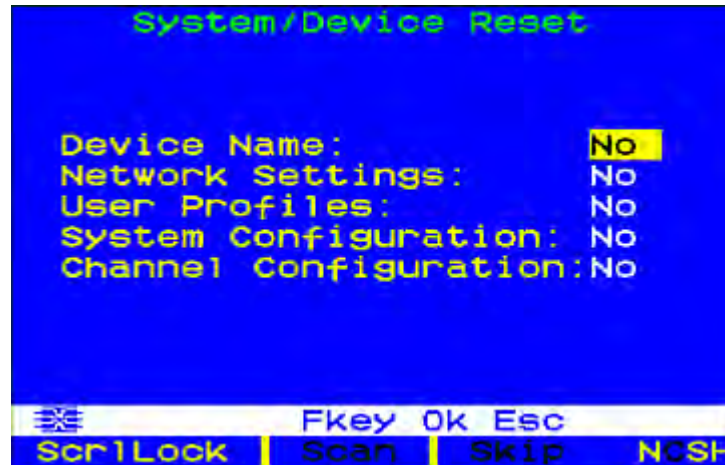 System/Device Reset
Device Name: No
Network Settings: No
User Profiles: No
System Configuration: No
Channel Configuration:No
Fkey Ok Esc
ScrlLock Scan Skip NCSH